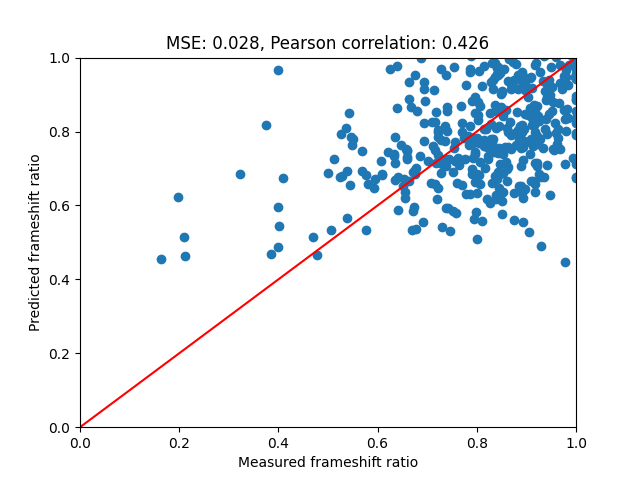 MSE: 0.028, Pearson correlation: 0.426
1.0
0.8
0.6
0.4
0.2
0.0
Predicted frameshift ratio
0.0 0.2 0.4 0.6 0.8 1.0
Measured frameshift ratio